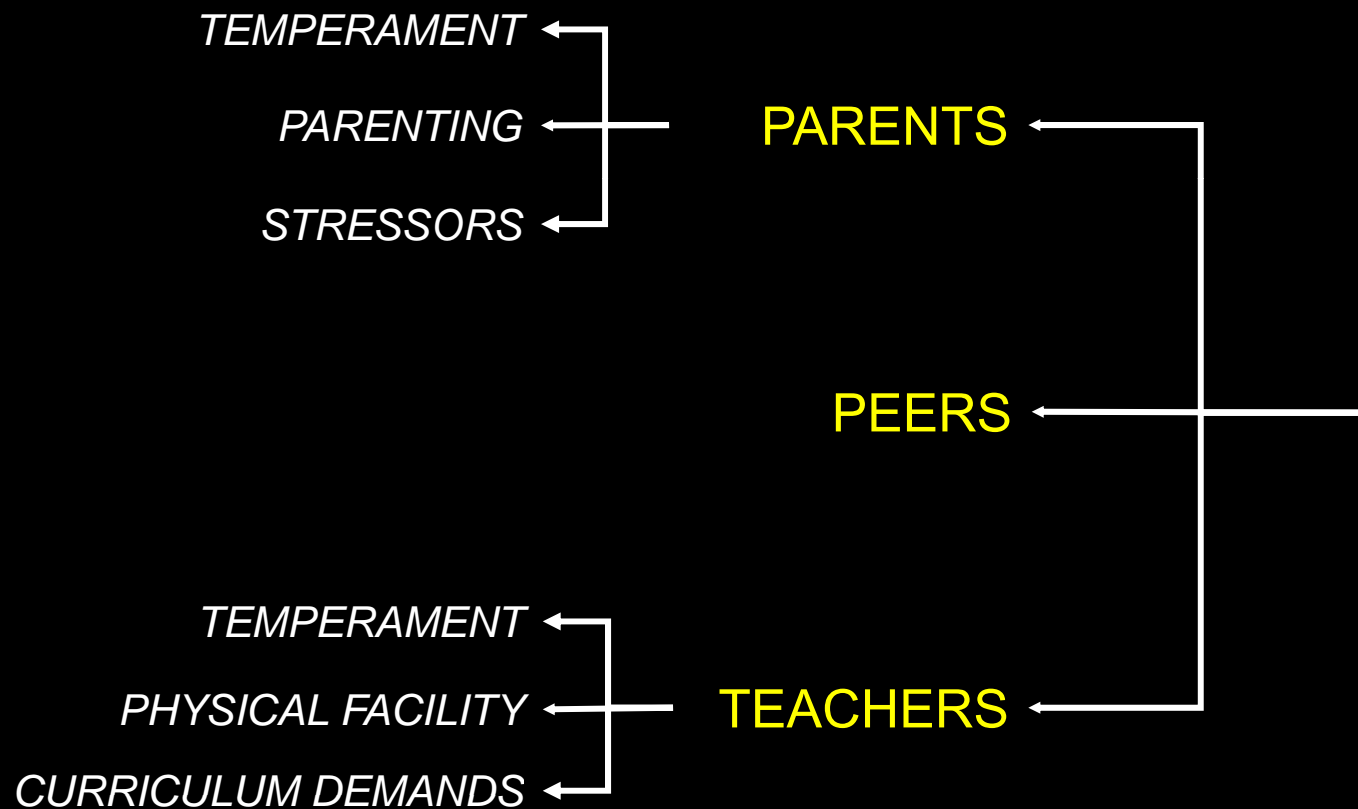 TEMPERAMENT
PARENTING
PARENTS
STRESSORS
PEERS
TEMPERAMENT
PHYSICAL FACILITY
TEACHERS
CURRICULUM DEMANDS